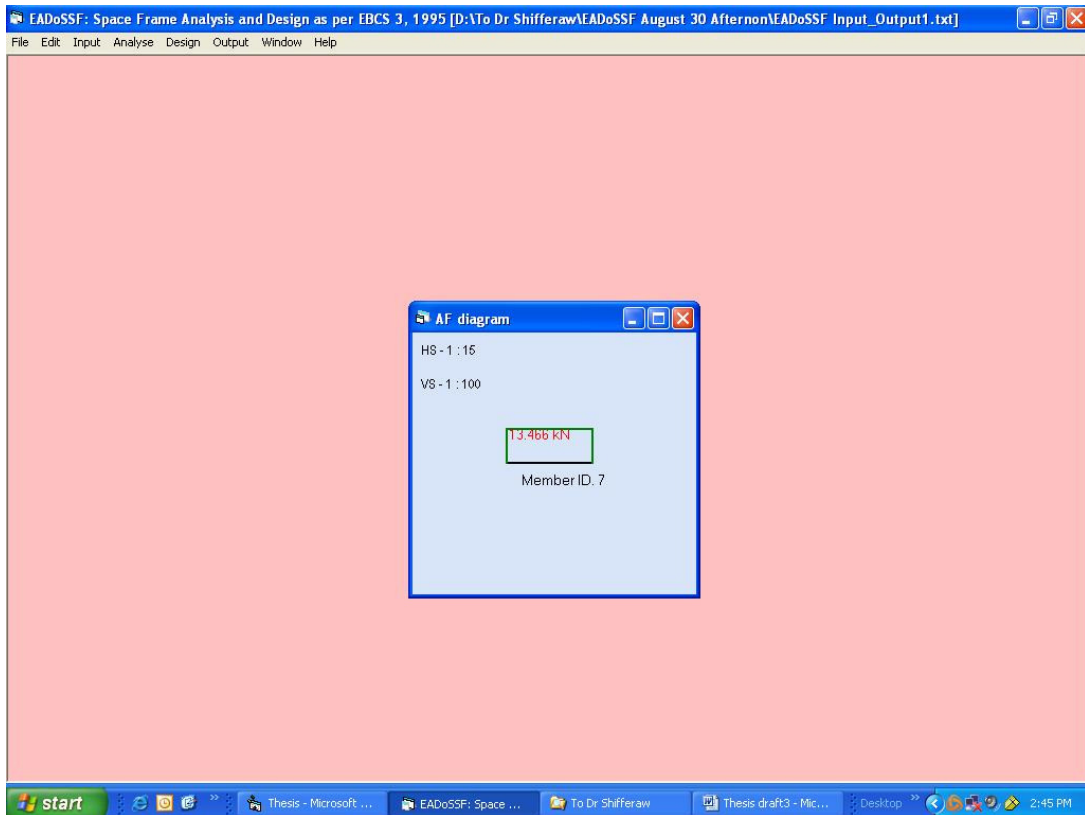 EADoSSF: Space Frame Analysis and Design as per EBCS 3, 1995 [D:\To Dr Shifferaw\EADoSSF August 30 Afternon\EADoSSF Input_Output1.txt]
File Edit Input Analyse Design Output Window Help
AF diagram
HS - 1 : 15
VS - 1 : 100
13.466 kN
Member ID. 7
start Thesis - Microsoft ... EADoSSF: Space ... To Dr Shifferaw Thesis draft3 - Mic... Desktop 2:45 PM